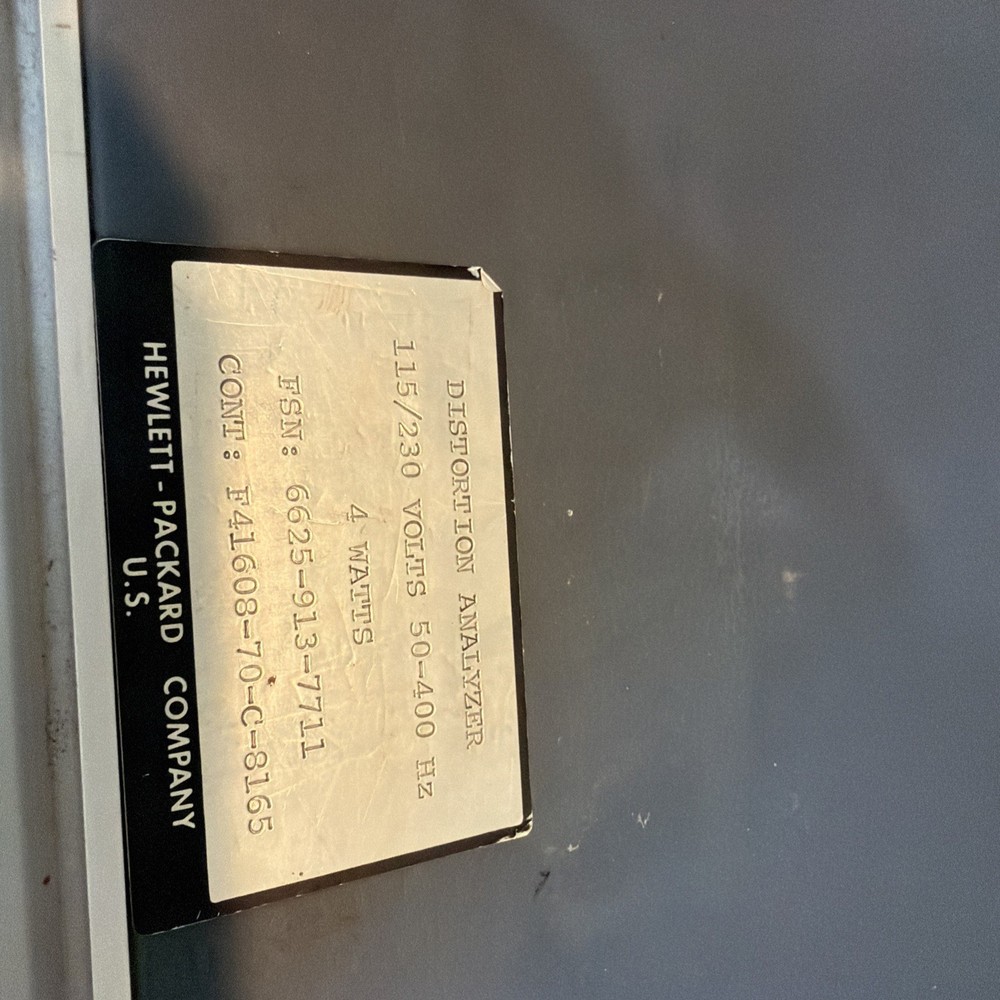 DISTORTION ANALYZER
115/230 VOLTS 50-400 Hz
4 WATTS
FSN: 6625-913-7711
CONT: F41608-70-C-8165
HEWLETT-PACKARD COMPANY
U.S.